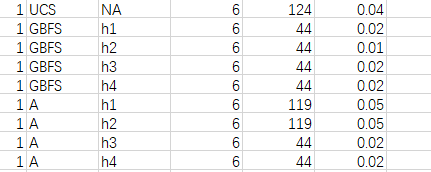 1 UCS NA 6 124 0.04
1 GBFS h1 6 44 0.02
1 GBFS h2 6 44 0.01
1 GBFS h3 6 44 0.02
1 GBFS h4 6 44 0.02
1 A h1 6 119 0.05
1 A h2 6 119 0.05
1 A h3 6 44 0.02
1 A h4 6 44 0.02